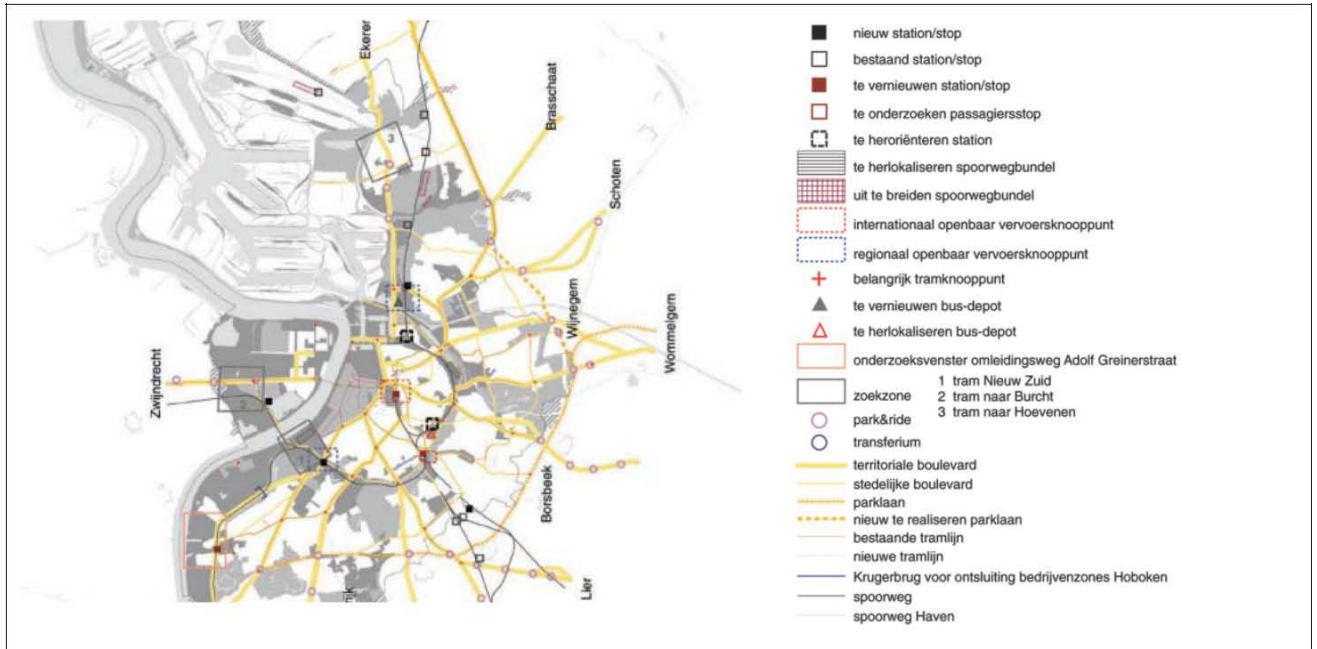 Ekeren
Brasschaat
Schoten
Wijnegem
Wommelgem
Zwijndrecht
Borsbeek
Lier
rijk
1
2
3
nieuw station/stop
bestaand station/stop
te vernieuwen station/stop
te onderzoeken passagiersstop
te heroriënteren station
te herlokaliseren spoorwegbundel
uit te breiden spoorwegbundel
internationaal openbaar vervoersknooppunt
regionaal openbaar vervoersknooppunt
belangrijk tramknooppunt
te vernieuwen bus-depot
te herlokaliseren bus-depot
onderzoeksvenster omleidingsweg Adolf Greinerstraat
zoekzone
1 tram Nieuw Zuid
2 tram naar Burcht
3 tram naar Hoevenen
park&ride
transferium
territoriale boulevard
stedelijke boulevard
parklaan
nieuw te realiseren parklaan
bestaande tramlijn
nieuwe tramlijn
Krugerbrug voor ontsluiting bedrijvenzones Hoboken
spoorweg
spoorweg Haven